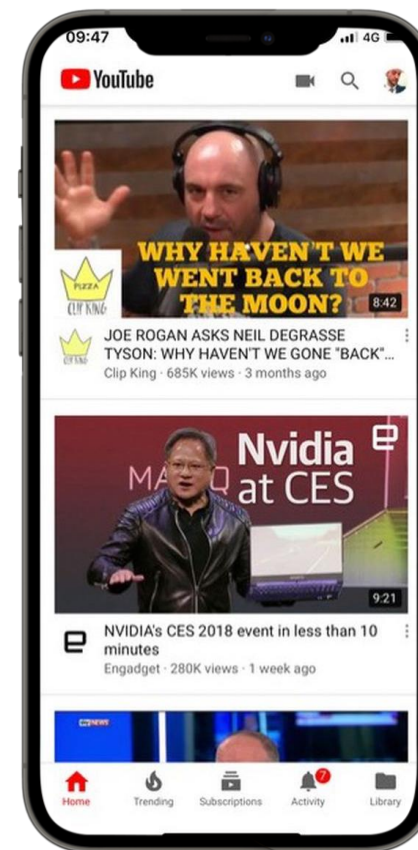 09:47
4G
YouTube
WHY HAVEN'T WE
WENT BACK TO
THE MOON?
PIZZA
CLIP KING
8:42
JOE ROGAN ASKS NEIL DEGRASSE
TYSON: WHY HAVEN'T WE GONE "BACK"...
Clip King · 685K views · 3 months ago
Nvidia
at CES
MA
Q
9:21
NVIDIA's CES 2018 event in less than 10
minutes
Engadget · 280K views · 1 week ago
sky NEWS
7
Home
Trending
Subscriptions
Activity
Library